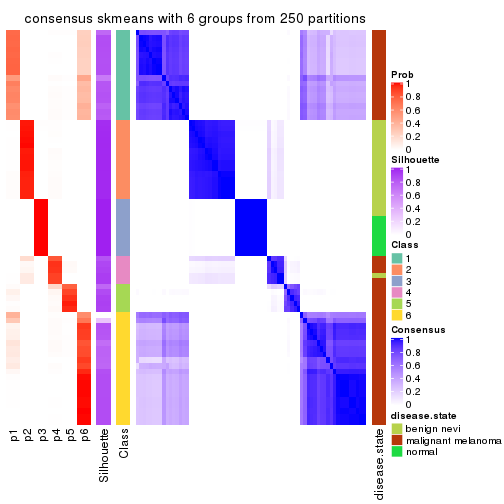 consensus skmeans with 6 groups from 250 partitions
Prob
1
0.8
0.6
0.4
0.2
0
Silhouette
1
0.8
0.6
0.4
0.2
0
Class
1
2
3
4
5
6
Consensus
1
0.8
0.6
0.4
0.2
0
disease.state
benign nevi
malignant melanoma
normal
p1
p2
p3
p4
p5
p6
Silhouette
Class
disease.state